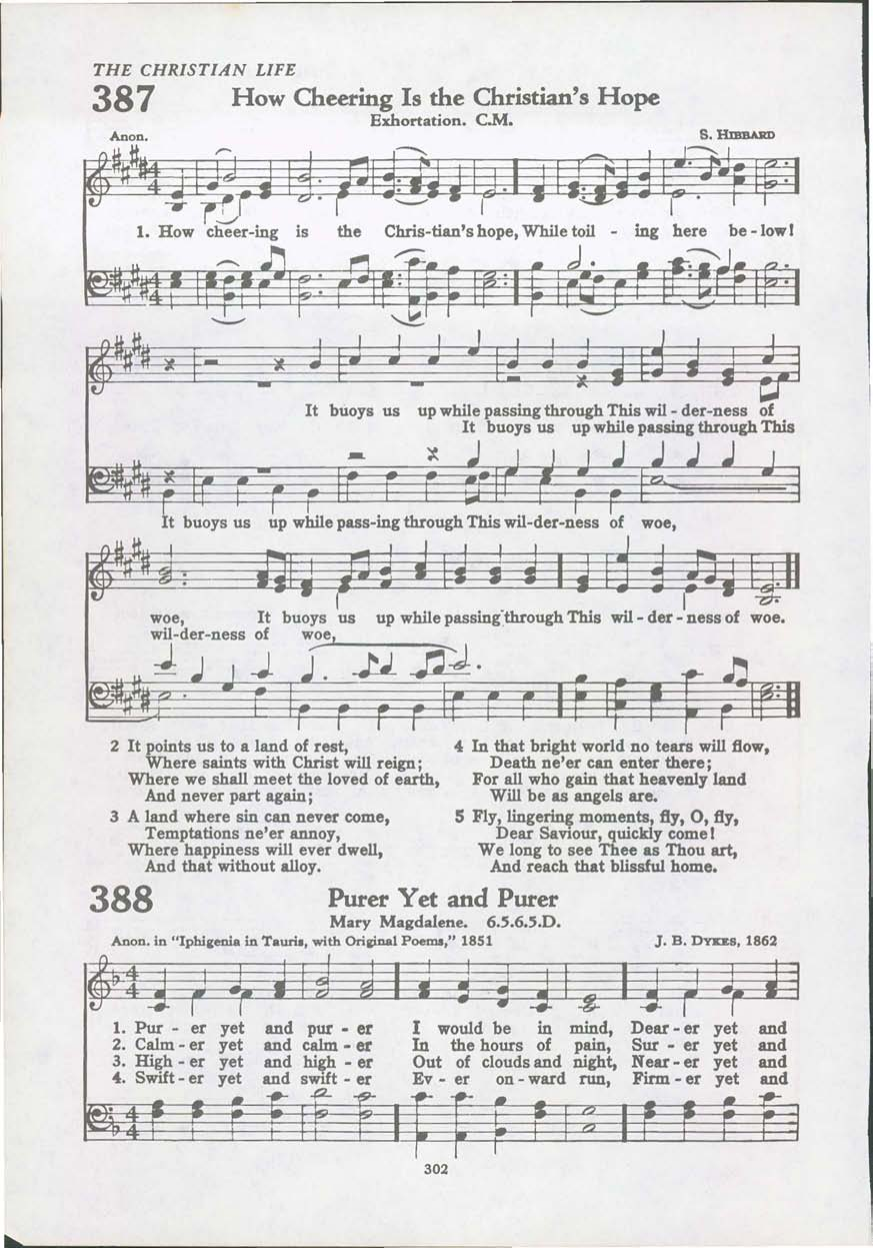 THE CHRISTIAN LIFE
387 How Cheering Is the Christian's Hope
Exhortation. C.M.
Anon. S. HIBBARD
1. How cheer-ing is the Chris-tian's hope, While toil - ing here be - low!
It buoys us up while passing through This wil - der-ness of
It buoys us up while passing through This
It buoys us up while pass-ing through This wil-der-ness of woe,
woe, It buoys us up while passing through This wil - der - ness of woe.
wil-der-ness of woe,
2 It points us to a land of rest,
Where saints with Christ will reign;
Where we shall meet the loved of earth,
And never part again;
3 A land where sin can never come,
Temptations ne'er annoy,
Where happiness will ever dwell,
And that without alloy.
4 In that bright world no tears will flow,
Death ne'er can enter there;
For all who gain that heavenly land
Will be as angels are.
5 Fly, lingering moments, fly, O, fly,
Dear Saviour, quickly come!
We long to see Thee as Thou art,
And reach that blissful home.
388 Purer Yet and Purer
Mary Magdalene. 6.5.6.5.D.
Anon. in "Iphigenia in Tauris, with Original Poems," 1851 J. B. DYKES, 1862
4 4
1. Pur - er yet and pur - er I would be in mind, Dear - er yet and
2. Calm - er yet and calm - er In the hours of pain, Sur - er yet and
3. High - er yet and high - er Out of clouds and night, Near - er yet and
4. Swift - er yet and swift - er Ev - er on - ward run, Firm - er yet and
4 4
302